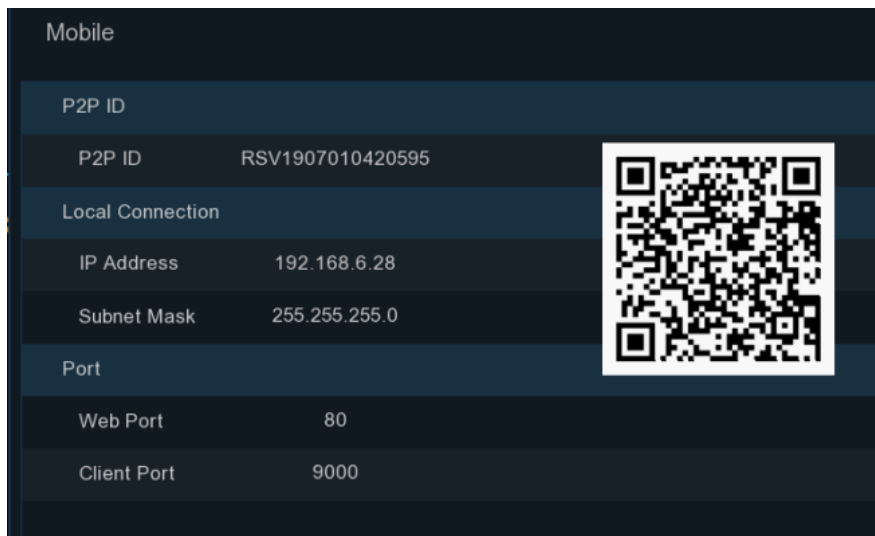 Mobile
P2P ID
P2P ID RSV1907010420595
Local Connection
IP Address 192.168.6.28
Subnet Mask 255.255.255.0
Port
Web Port 80
Client Port 9000